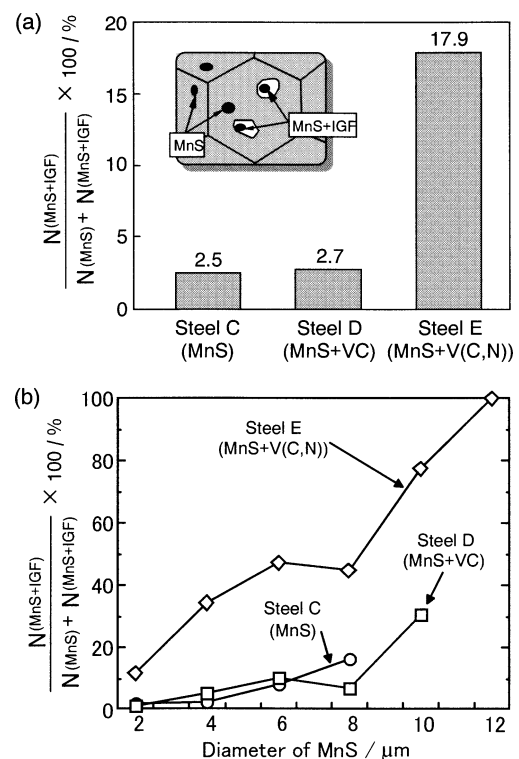 (a)
N(MnS+IGF)
N(MnS) + N(MnS+IGF)
× 100 / %
20
15
10
5
0
17.9
2.5
2.7
MnS
MnS+IGF
Steel C
(MnS)
Steel D
(MnS+VC)
Steel E
(MnS+V(C,N))
(b)
N(MnS+IGF)
N(MnS) + N(MnS+IGF)
× 100 / %
100
80
60
40
20
0
Steel E
(MnS+V(C,N))
Steel D
(MnS+VC)
Steel C
(MnS)
2
4
6
8
10
12
Diameter of MnS / μm